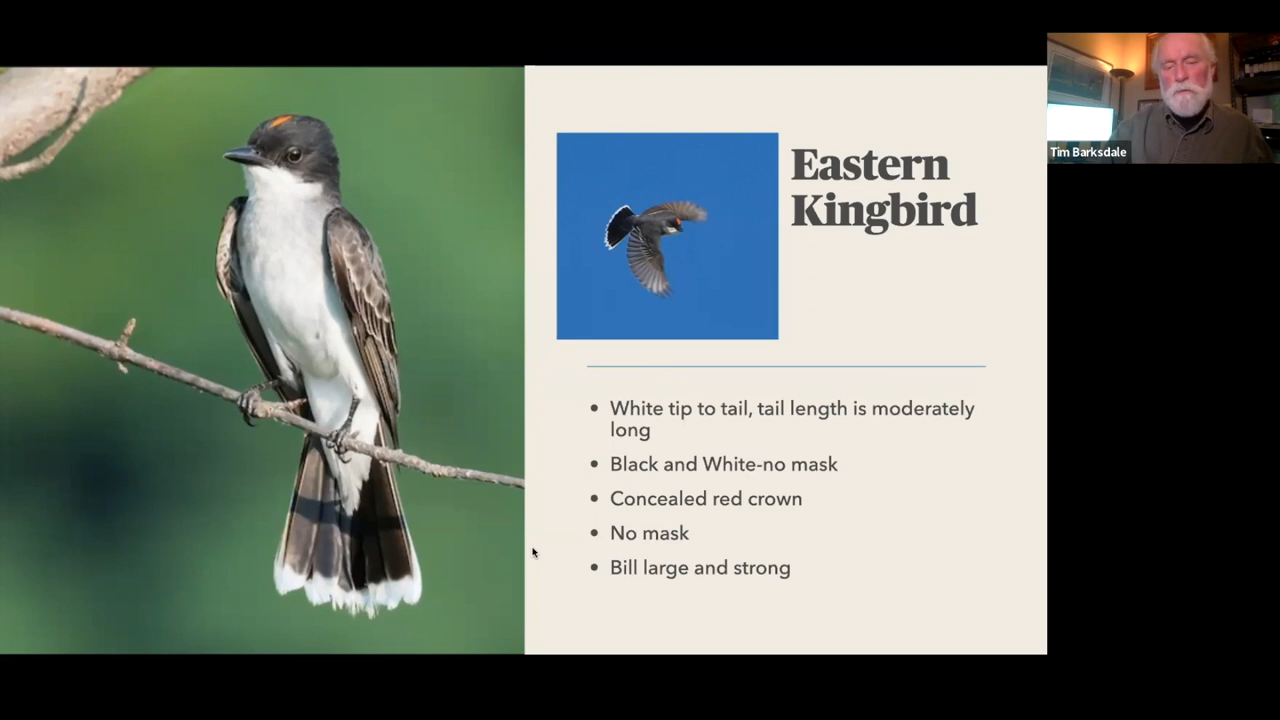 Eastern
Kingbird
• White tip to tail, tail length is moderately
long
• Black and White-no mask
• Concealed red crown
• No mask
• Bill large and strong
Tim Barksdale